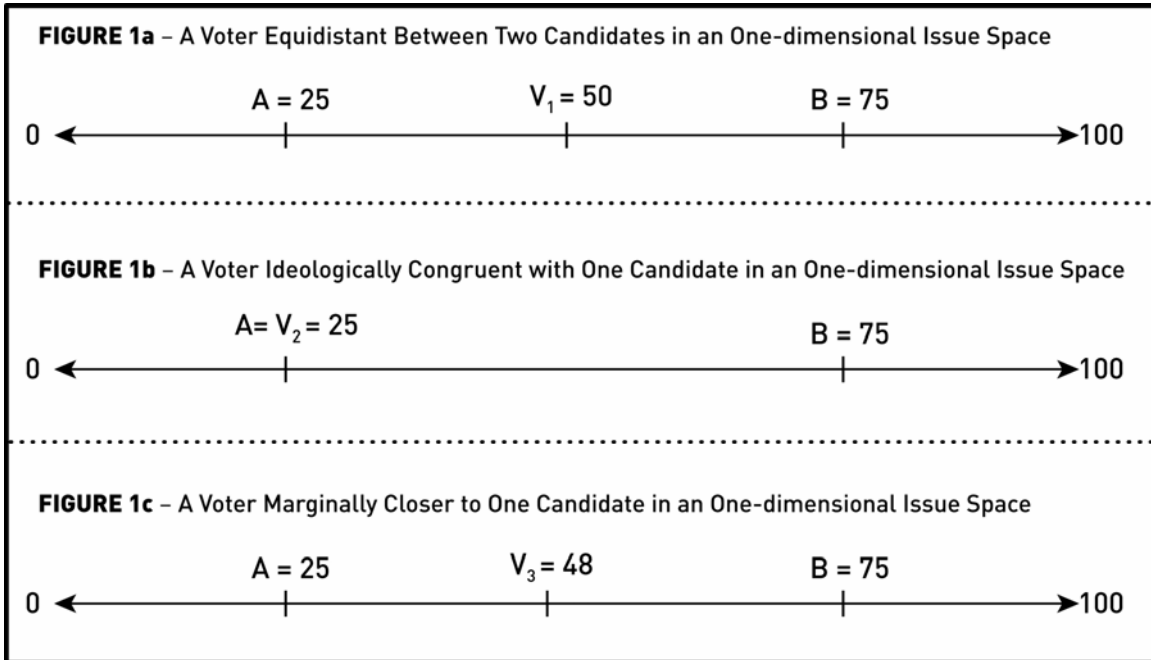 FIGURE 1a – A Voter Equidistant Between Two Candidates in an One-dimensional Issue Space
A = 25 V₁ = 50 B = 75
0 100
FIGURE 1b – A Voter Ideologically Congruent with One Candidate in an One-dimensional Issue Space
A= V₂ = 25 B = 75
0 100
FIGURE 1c – A Voter Marginally Closer to One Candidate in an One-dimensional Issue Space
A = 25 V₃ = 48 B = 75
0 100